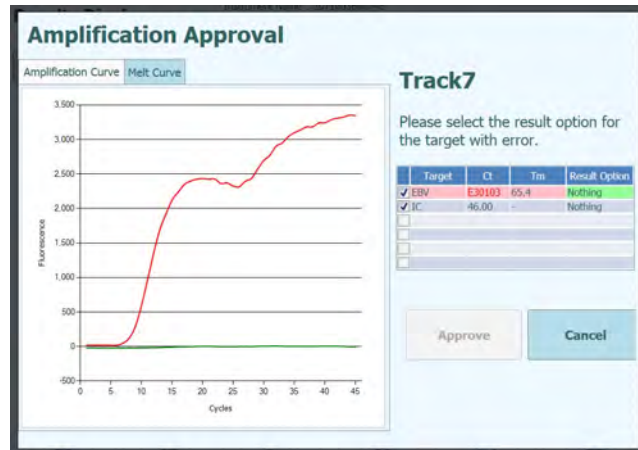 Amplification Approval
Amplification Curve
Melt Curve
3.500
3.000
2.500
2.000
1.500
1,000
500
0
-500
0 5 10 15 20 25 30 35 40 45
Fluorescence
Cycles
Track7
Please select the result option for
the target with error.
Target Ct Tm Result Option
EBV E30103 65,4 Nothing
IC 46.00 - Nothing
Approve
Cancel